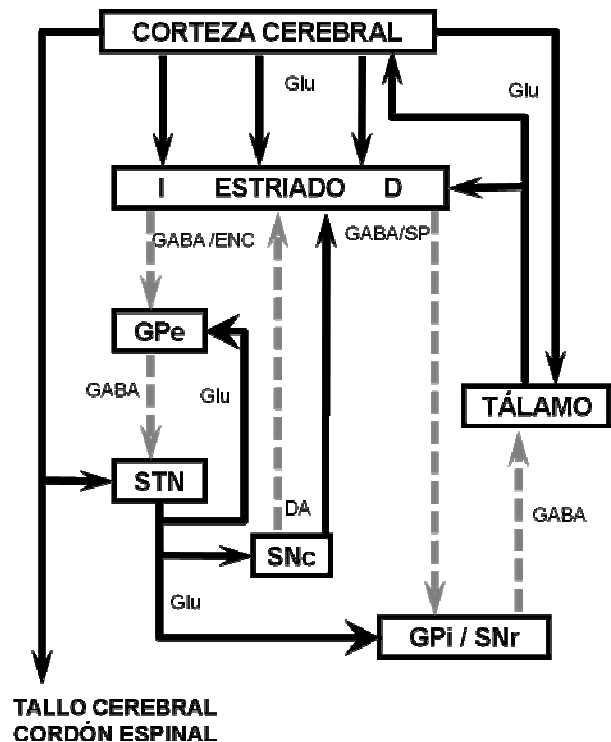 CORTEZA CEREBRAL
Glu
Glu
I ESTRIADO D
GABA /ENC
GABA/SP
GPe
GABA
Glu
TÁLAMO
STN
DA
GABA
SNc
Glu
GPi / SNr
TALLO CEREBRAL
CORDÓN ESPINAL